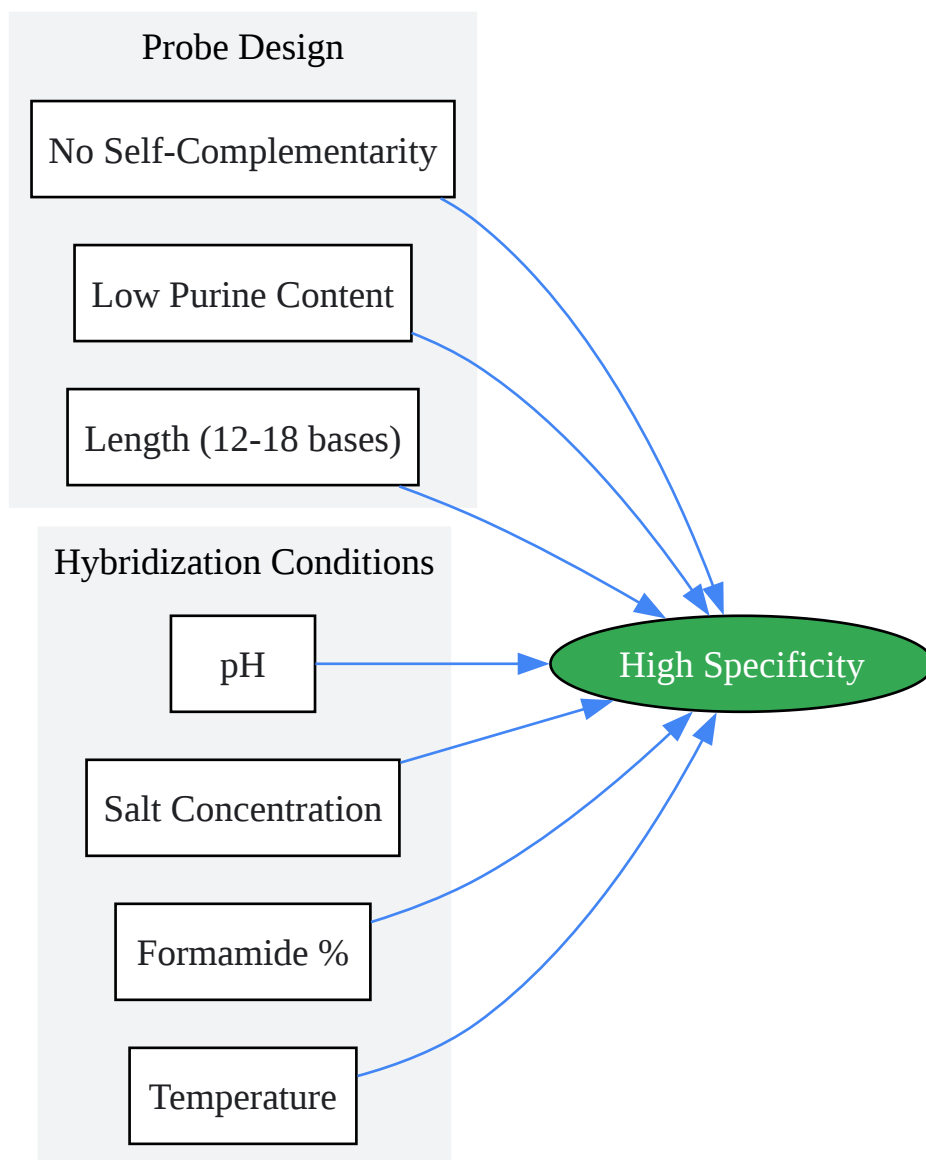 Probe Design
No Self-Complementarity
Low Purine Content
Length (12-18 bases)
Hybridization Conditions
pH
High Specificity
Salt Concentration
Formamide %
Temperature